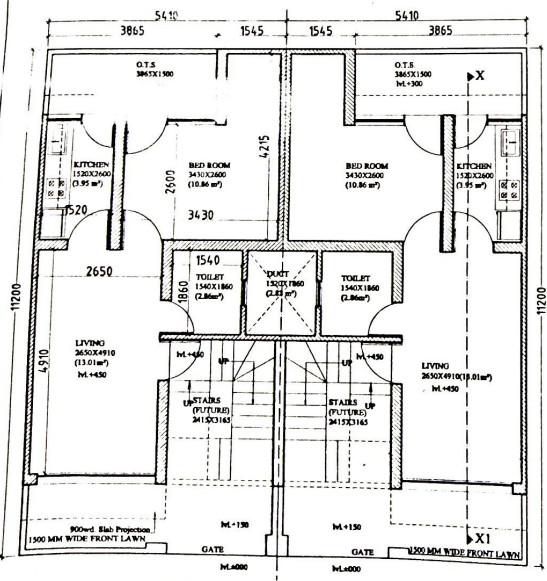 5410
5410
3865
1545
1545
3865
O.T.S.
3865X1500
O.T.S.
3865X1500
lvl.+300
X
KITCHEN
1520X2600
(3.95 m²)
1520
BED ROOM
3430X2600
(10.86 m²)
2600
3430
4215
BED ROOM
3430X2600
(10.86 m²)
KITCHEN
1520X2600
(3.95 m²)
11200
11200
2650
1540
TOILET
1540X1860
(2.86m²)
1860
DUCT
1520X1860
(2.83 m²)
TOILET
1540X1860
(2.86m²)
4910
LIVING
2650X4910
(13.01m²)
lvl.+450
lvl.+450
UP
UP
STAIRS
(FUTURE)
2415X3165
UP
lvl.+450
UP
STAIRS
(FUTURE)
2415X3165
LIVING
2650X4910(13.01m²)
lvl.+450
900wd. Slab Projection
1500 MM WIDE FRONT LAWN
lvl.+150
lvl.+150
GATE
GATE
X1
1500 MM WIDE FRONT LAWN
lvl.±000
lvl.±000